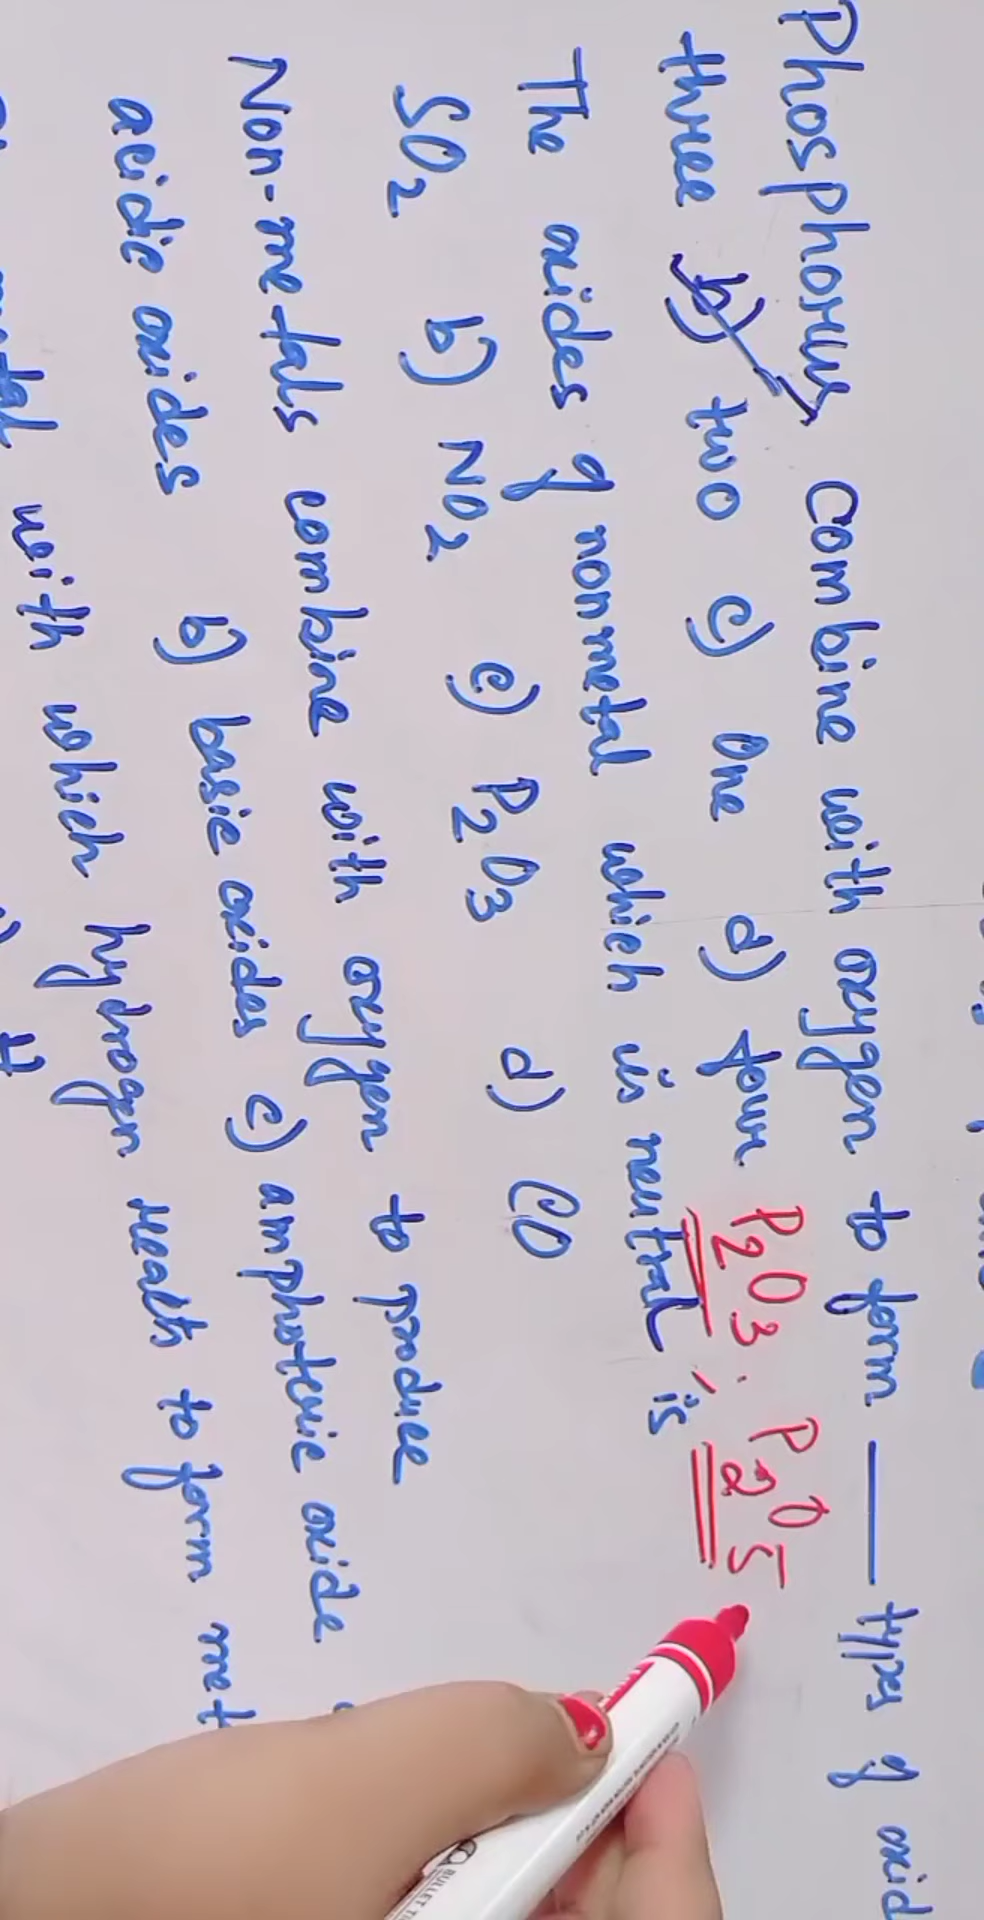 Phosphorus combine with oxygen to form — types of oxid
three b) two c) one d) four P2O3, P2O5
The oxides of nonmetal which is neutral is
SO2 b) NO2 c) P2O3 d) CO
Non-metals combine with oxygen to produce
acidic oxides b) basic oxides c) amphoteric oxide
with which hydrogen reacts to form met